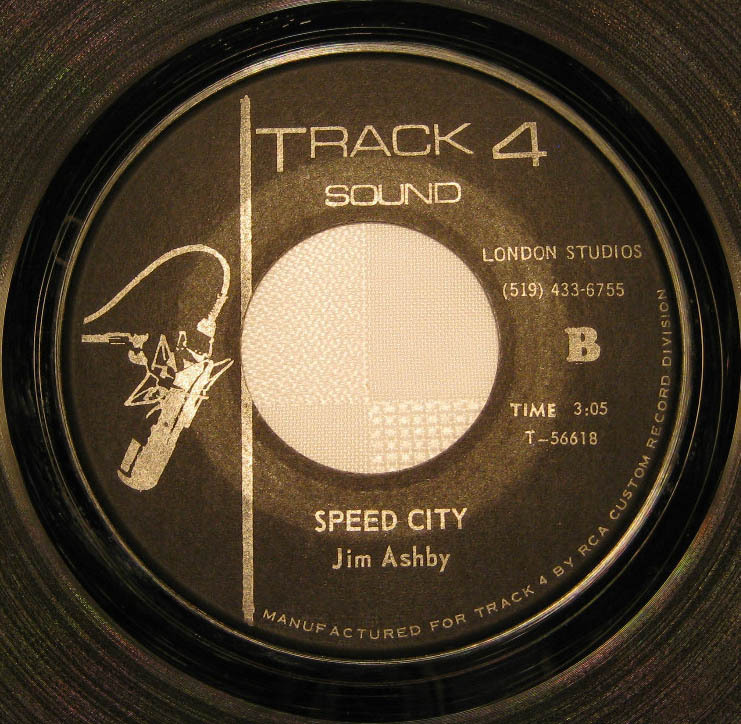 TRACK 4
SOUND
LONDON STUDIOS
(519) 433-6755
B
TIME 3:05
T-56618
SPEED CITY
Jim Ashby
MANUFACTURED FOR TRACK 4 BY RCA CUSTOM RECORD DIVISION